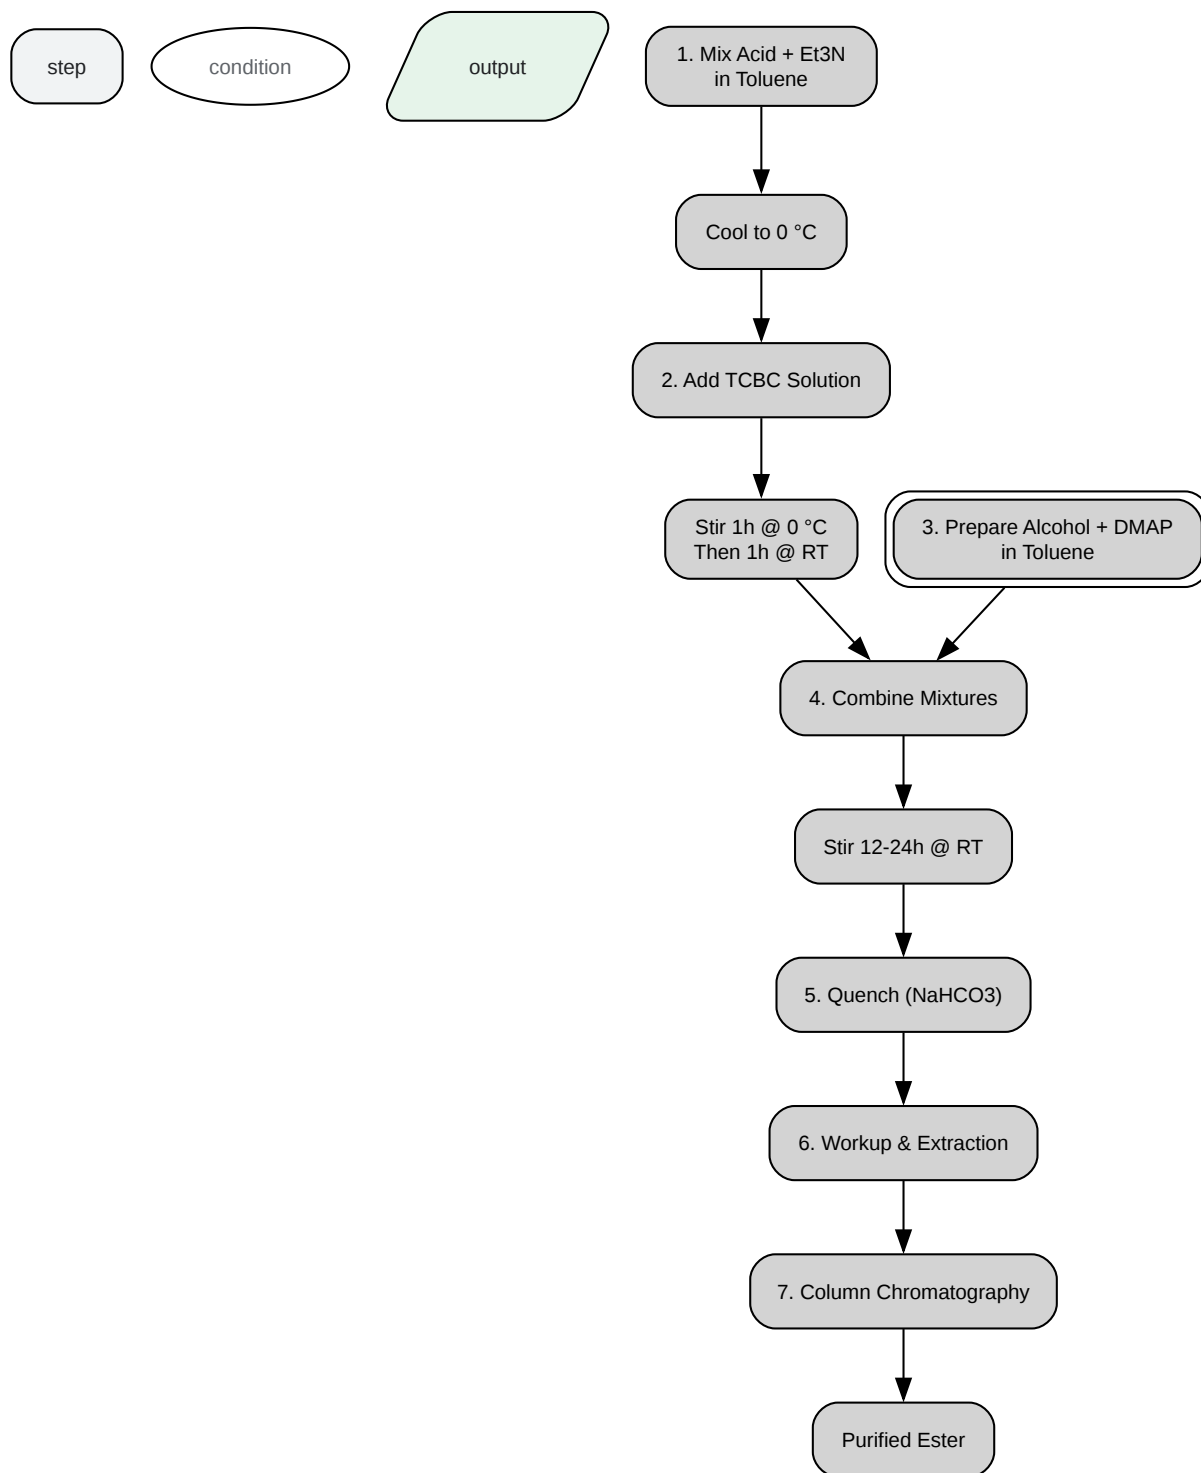 step
condition
output
1. Mix Acid + Et3N
in Toluene
Cool to 0 °C
2. Add TCBC Solution
Stir 1h @ 0 °C
Then 1h @ RT
3. Prepare Alcohol + DMAP
in Toluene
4. Combine Mixtures
Stir 12-24h @ RT
5. Quench (NaHCO3)
6. Workup & Extraction
7. Column Chromatography
Purified Ester